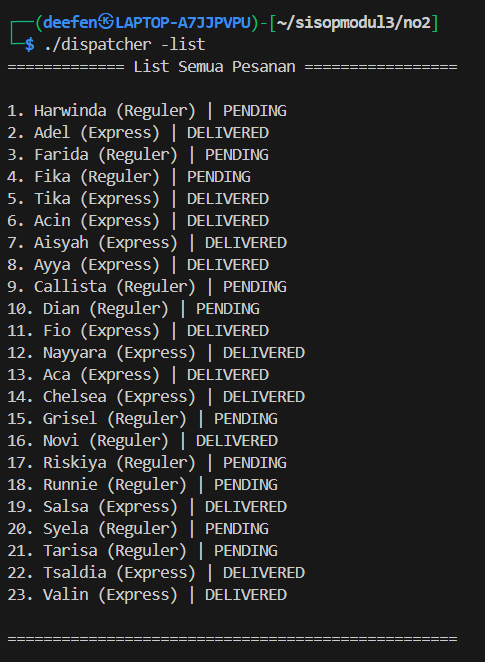 ┌──(deefen㉿LAPTOP-A7JJPVPU)-[~/sisopmodul3/no2]
└─$ ./dispatcher -list
============= List Semua Pesanan =================
1. Harwinda (Reguler) | PENDING
2. Adel (Express) | DELIVERED
3. Farida (Reguler) | PENDING
4. Fika (Reguler) | PENDING
5. Tika (Express) | DELIVERED
6. Acin (Express) | DELIVERED
7. Aisyah (Express) | DELIVERED
8. Ayya (Express) | DELIVERED
9. Callista (Reguler) | PENDING
10. Dian (Reguler) | PENDING
11. Fio (Express) | DELIVERED
12. Nayyara (Express) | DELIVERED
13. Aca (Express) | DELIVERED
14. Chelsea (Express) | DELIVERED
15. Grisel (Reguler) | PENDING
16. Novi (Reguler) | DELIVERED
17. Riskiya (Reguler) | PENDING
18. Runnie (Reguler) | PENDING
19. Salsa (Express) | DELIVERED
20. Syela (Reguler) | PENDING
21. Tarisa (Reguler) | PENDING
22. Tsaldia (Express) | DELIVERED
23. Valin (Express) | DELIVERED
==================================================